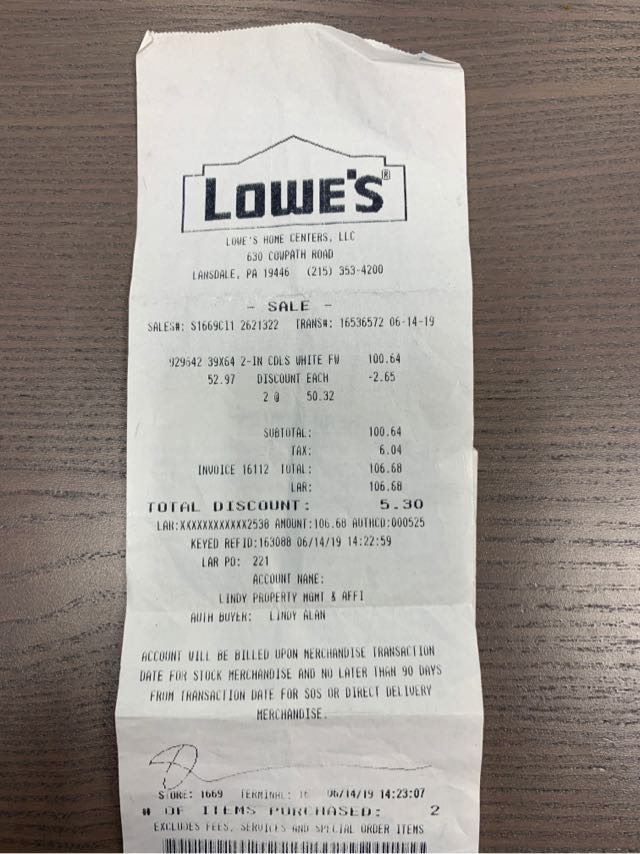 LOWE'S®
LOWE'S HOME CENTERS, LLC
630 COWPATH ROAD
LANSDALE, PA 19446 (215) 353-4200
- SALE -
SALES#: S1669C11 2621322 TRANS#: 16536572 06-14-19
929642 39X64 2-IN CDLS WHITE FW 100.64
52.97 DISCOUNT EACH -2.65
2 @ 50.32
SUBTOTAL: 100.64
TAX: 6.04
INVOICE 16112 TOTAL: 106.68
LAR: 106.68
TOTAL DISCOUNT: 5.30
LAR:XXXXXXXXXXXX2538 AMOUNT:106.68 AUTHCD:000525
KEYED REFID:163088 06/14/19 14:22:59
LAR PO: 221
ACCOUNT NAME:
LINDY PROPERTY MGMT & AFFI
AUTH BUYER: LINDY ALAN
ACCOUNT WILL BE BILLED UPON MERCHANDISE TRANSACTION
DATE FOR STOCK MERCHANDISE AND NO LATER THAN 90 DAYS
FROM TRANSACTION DATE FOR SOS OR DIRECT DELIVERY
MERCHANDISE.
STORE: 1669 TERMINAL: 06/14/19 14:23:07
# OF ITEMS PURCHASED: 2
EXCLUDES FEES, SERVICES AND SPECIAL ORDER ITEMS